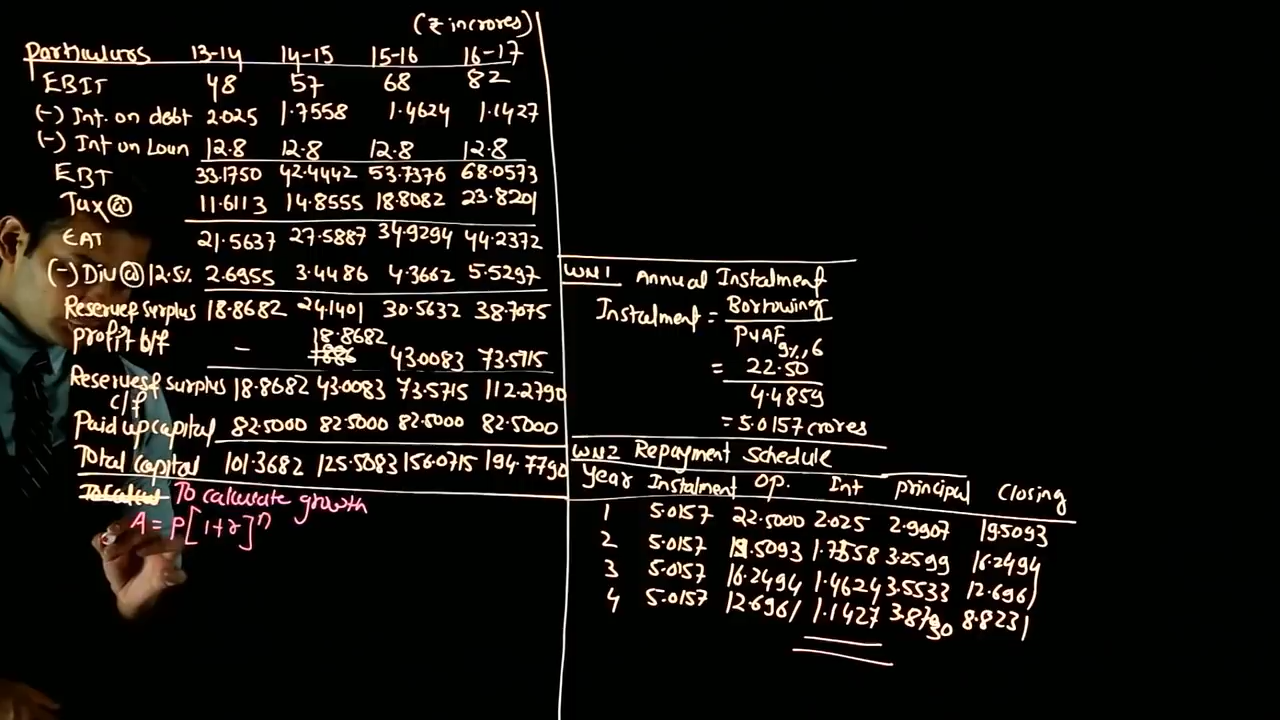 (₹ in crores)
Particulars 13-14 14-15 15-16 16-17
EBIT 48 57 68 82
(-) Int. on debt 2.025 1.7558 1.4624 1.1427
(-) Int on Loan 12.8 12.8 12.8 12.8
EBT 33.1750 42.4442 53.7376 68.0573
Tax @ 11.6113 14.8555 18.8082 23.8201
EAT 21.5637 27.5887 34.9294 44.2372
(-) Div @ 12.5% 2.6955 3.4486 4.3662 5.5297
Reserve & surplus 18.8682 24.1401 30.5632 38.7075
Profit b/f - 18.8682 43.0083 73.5715
Reserves & surplus 18.8682 43.0083 73.5715 112.2790
c/f
Paid up capital 82.5000 82.5000 82.5000 82.5000
Total capital 101.3682 125.5083 156.0715 194.7790
To calculate growth
A = P[1+r]^n
WN1 Annual Instalment
Instalment = Borrowing
PVAF 9%, 6
= 22.50
4.4859
= 5.0157 crores
WN2 Repayment Schedule
Year Instalment Op. Int principal Closing
1 5.0157 22.5000 2.025 2.9907 19.5093
2 5.0157 19.5093 1.7558 3.2599 16.2494
3 5.0157 16.2494 1.4624 3.5533 12.6961
4 5.0157 12.6961 1.1427 3.8730 8.8231